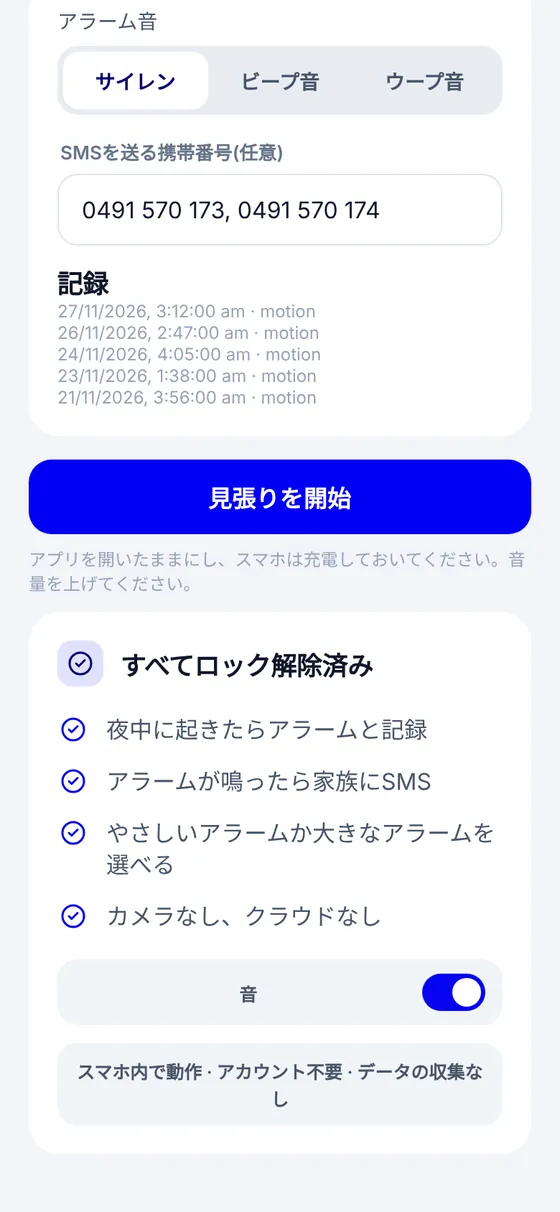 アラーム音
サイレン ビープ音 ウープ音
SMSを送る携帯番号(任意)
0491 570 173, 0491 570 174
記録
27/11/2026, 3:12:00 am · motion
26/11/2026, 2:47:00 am · motion
24/11/2026, 4:05:00 am · motion
23/11/2026, 1:38:00 am · motion
21/11/2026, 3:56:00 am · motion
見張りを開始
アプリを開いたままにし、スマホは充電しておいてください。音
量を上げてください。
すべてロック解除済み
夜中に起きたらアラームと記録
アラームが鳴ったら家族にSMS
やさしいアラームか大きなアラームを
選べる
カメラなし、クラウドなし
音
スマホ内で動作 · アカウント不要 · データの収集な
し